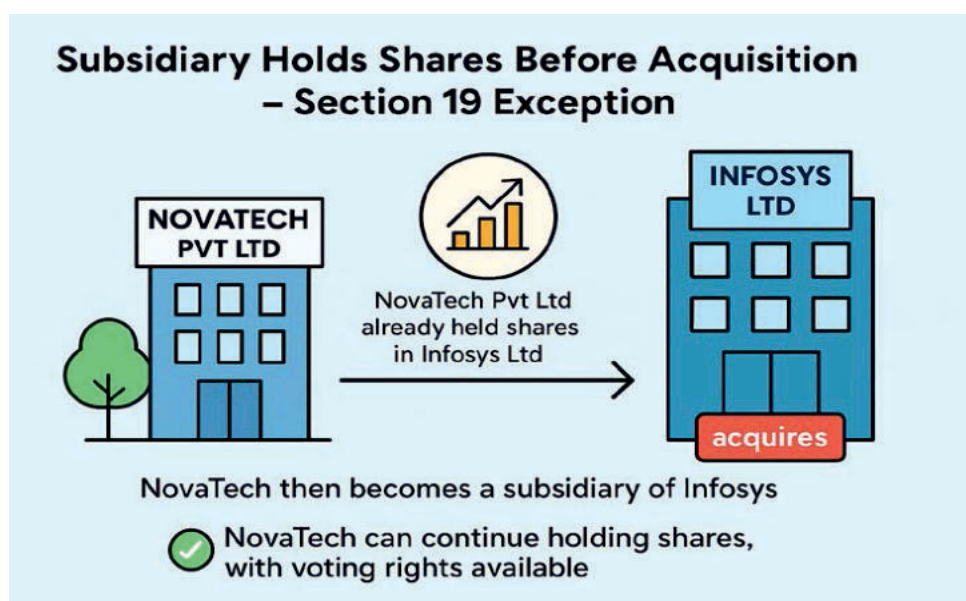 Subsidiary Holds Shares Before Acquisition
– Section 19 Exception
NOVATECH
PVT LTD
NovaTech Pvt Ltd
already held shares
in Infosys Ltd
INFOSYS
LTD
acquires
NovaTech then becomes a subsidiary of Infosys
NovaTech can continue holding shares,
with voting rights available